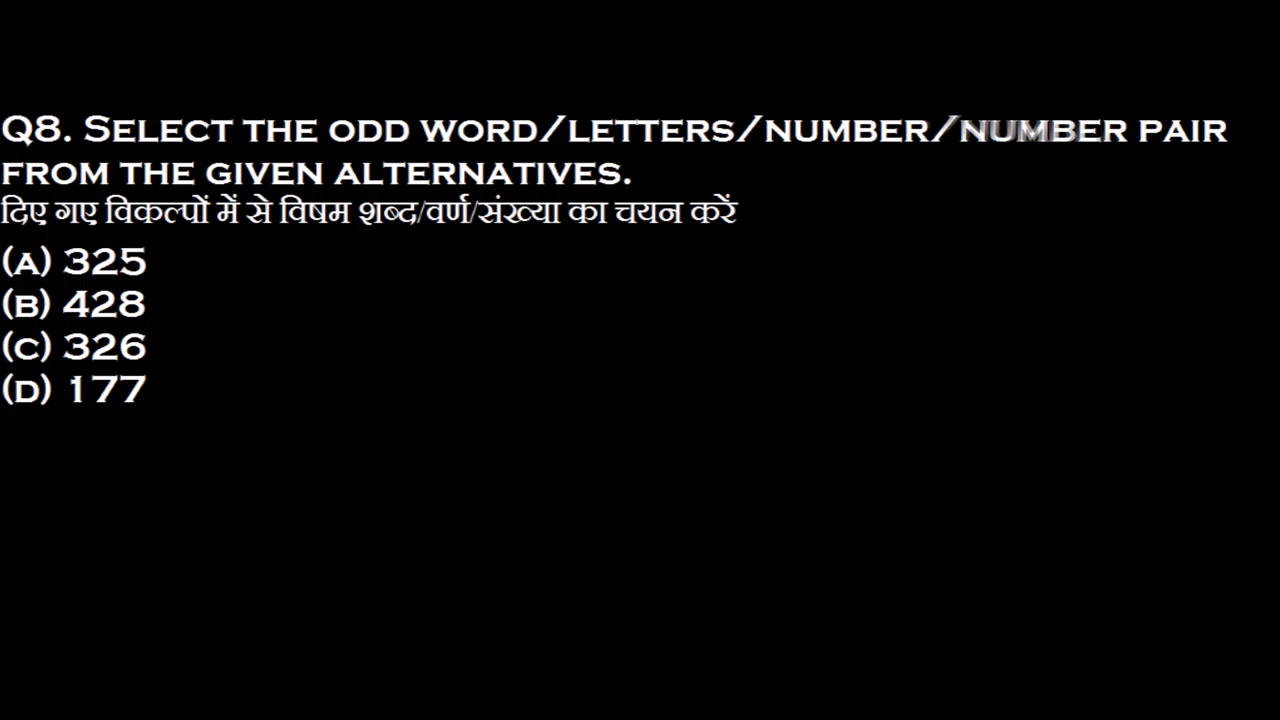 Q8. Select the odd word/letters/number/number pair
from the given alternatives.
दिए गए विकल्पों में से विषम शब्द/वर्ण/संख्या का चयन करें
(a) 325
(b) 428
(c) 326
(d) 177